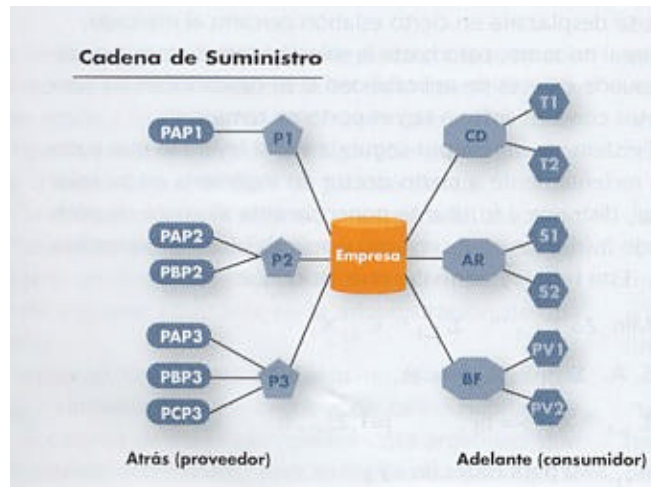 Cadena de Suministro
PAP1
P1
CD
T1
T2
PAP2
PBP2
P2
Empresa
AR
S1
S2
PAP3
PBP3
PCP3
P3
BF
PV1
PV2
Atrás (proveedor)
Adelante (consumidor)